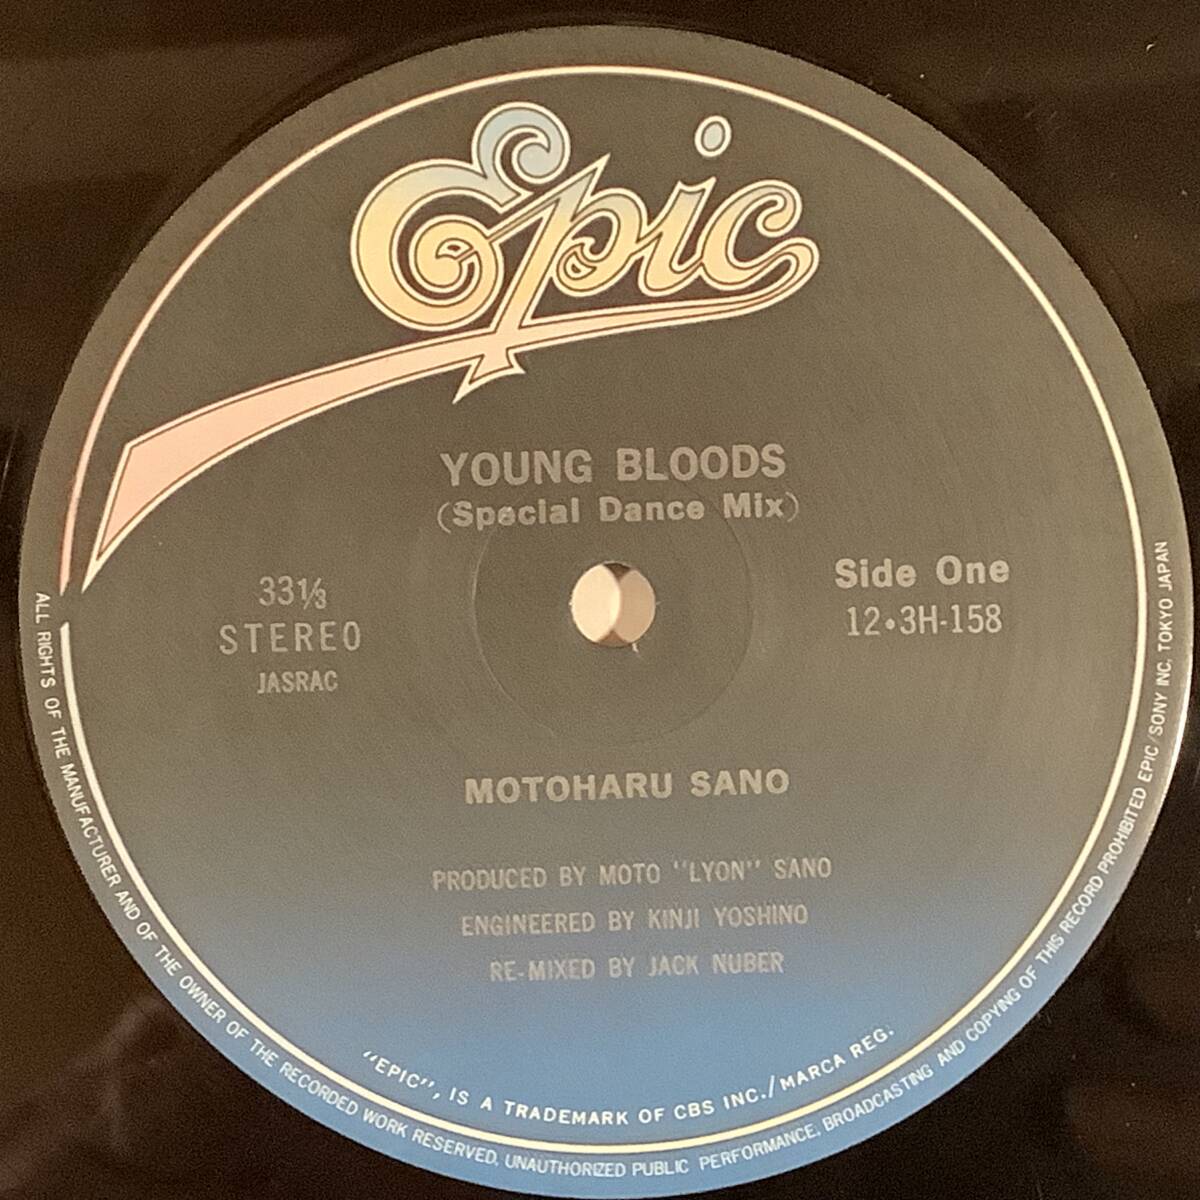 Epic
YOUNG BLOODS
(Special Dance Mix)
33⅓
STEREO
JASRAC
Side One
12•3H-158
MOTOHARU SANO
PRODUCED BY MOTO "LYON" SANO
ENGINEERED BY KINJI YOSHINO
RE-MIXED BY JACK NUBER
"EPIC", IS A TRADEMARK OF CBS INC./MARCA REG.
ALL RIGHTS OF THE MANUFACTURER AND OF THE OWNER OF THE RECORDED WORK RESERVED. UNAUTHORIZED PUBLIC PERFORMANCE, BROADCASTING AND COPYING OF THIS RECORD PROHIBITED EPIC/SONY INC. TOKYO JAPAN